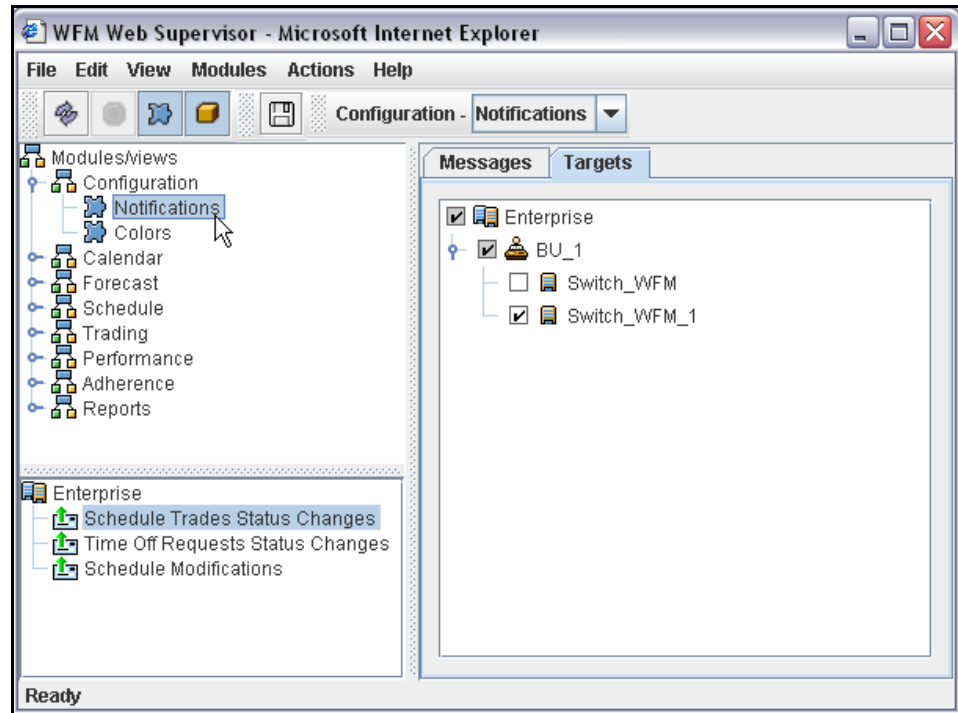 WFM Web Supervisor - Microsoft Internet Explorer
File Edit View Modules Actions Help
Configuration - Notifications
Modules/views
Configuration
Notifications
Colors
Calendar
Forecast
Schedule
Trading
Performance
Adherence
Reports
Enterprise
Schedule Trades Status Changes
Time Off Requests Status Changes
Schedule Modifications
Messages Targets
Enterprise
BU_1
Switch_WFM
Switch_WFM_1
Ready